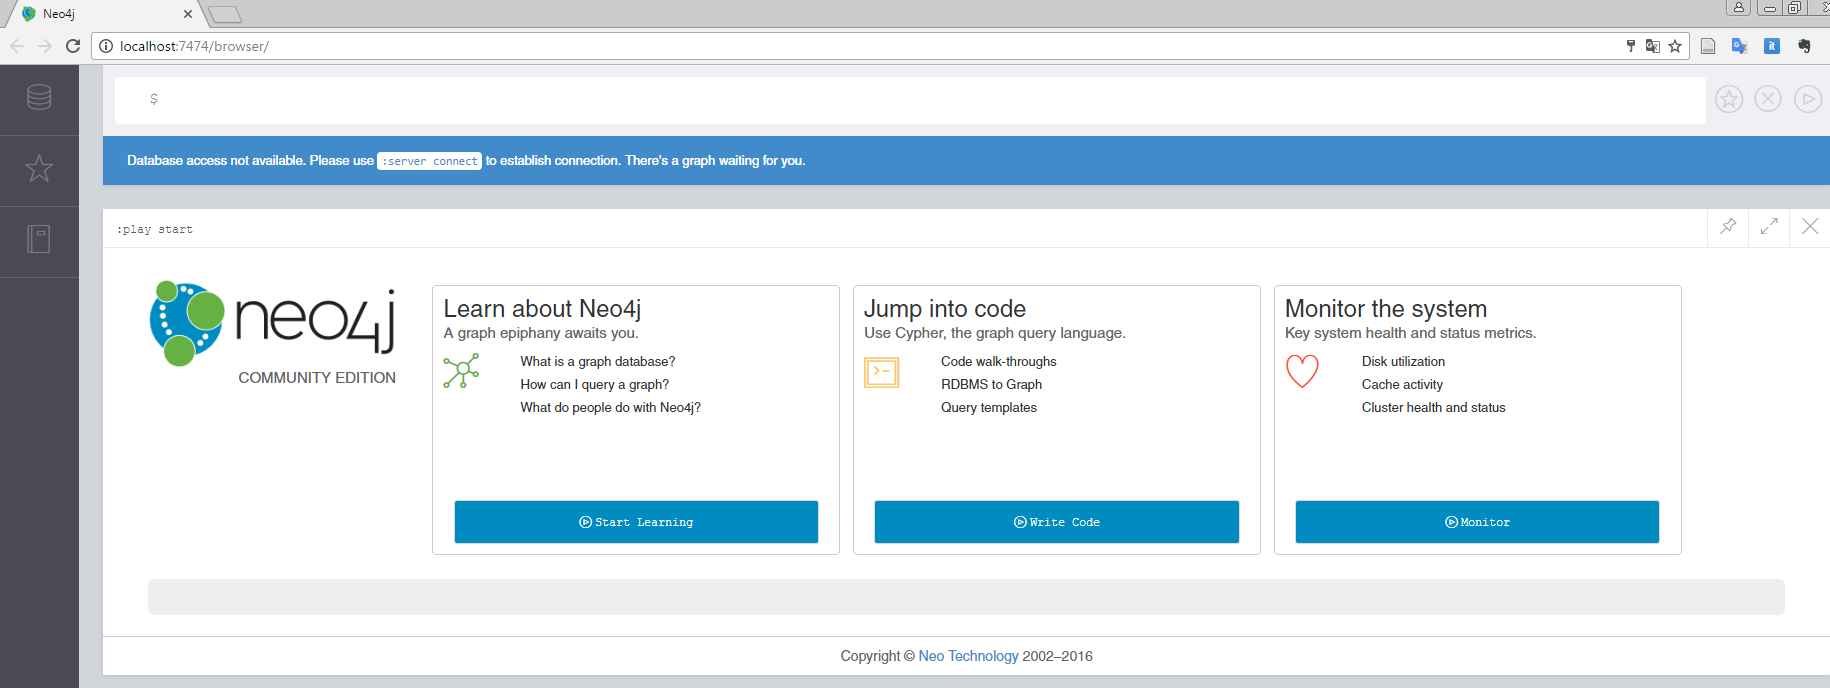 Neo4j
localhost:7474/browser/
$
Database access not available. Please use :server connect to establish connection. There's a graph waiting for you.
:play start
neo4j
COMMUNITY EDITION
Learn about Neo4j
A graph epiphany awaits you.
What is a graph database?
How can I query a graph?
What do people do with Neo4j?
Start Learning
Jump into code
Use Cypher, the graph query language.
Code walk-throughs
RDBMS to Graph
Query templates
Write Code
Monitor the system
Key system health and status metrics.
Disk utilization
Cache activity
Cluster health and status
Monitor
Copyright © Neo Technology 2002–2016